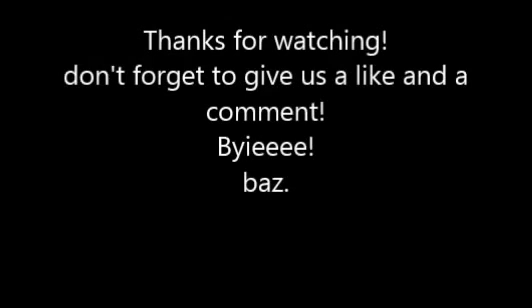 Thanks for watching!
don't forget to give us a like and a
comment!
Byieeee!
baz.